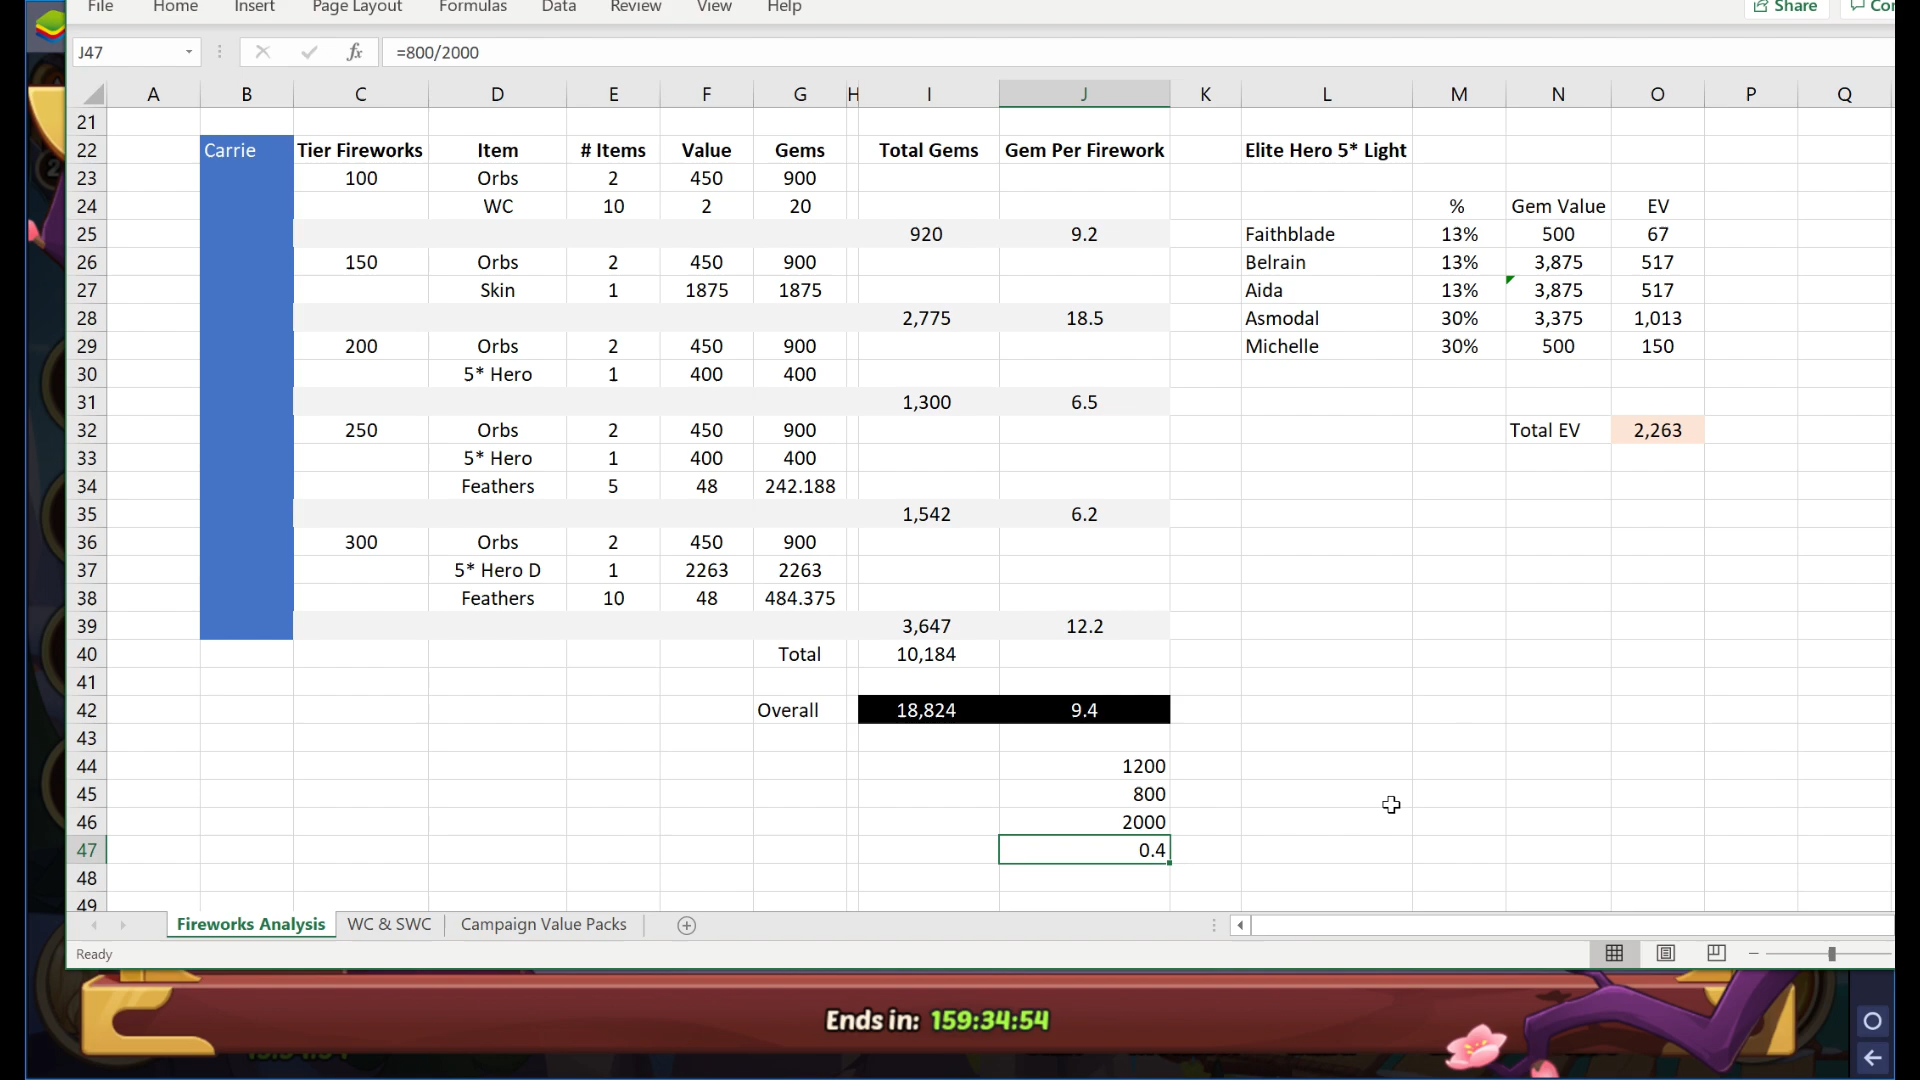 File Home Insert Page Layout Formulas Data Review View Help Share
J47 fx =800/2000
A B C D E F G H I J K L M N O P Q
21
22 Carrie Tier Fireworks Item # Items Value Gems Total Gems Gem Per Firework Elite Hero 5* Light
23 100 Orbs 2 450 900
24 WC 10 2 20 % Gem Value EV
25 920 9.2 Faithblade 13% 500 67
26 150 Orbs 2 450 900 Belrain 13% 3,875 517
27 Skin 1 1875 1875 Aida 13% 3,875 517
28 2,775 18.5 Asmodal 30% 3,375 1,013
29 200 Orbs 2 450 900 Michelle 30% 500 150
30 5* Hero 1 400 400
31 1,300 6.5
32 250 Orbs 2 450 900 Total EV 2,263
33 5* Hero 1 400 400
34 Feathers 5 48 242.188
35 1,542 6.2
36 300 Orbs 2 450 900
37 5* Hero D 1 2263 2263
38 Feathers 10 48 484.375
39 3,647 12.2
40 Total 10,184
41
42 Overall 18,824 9.4
43
44 1200
45 800
46 2000
47 0.4
48
49
Fireworks Analysis WC & SWC Campaign Value Packs
Ready
Ends in: 159:34:54